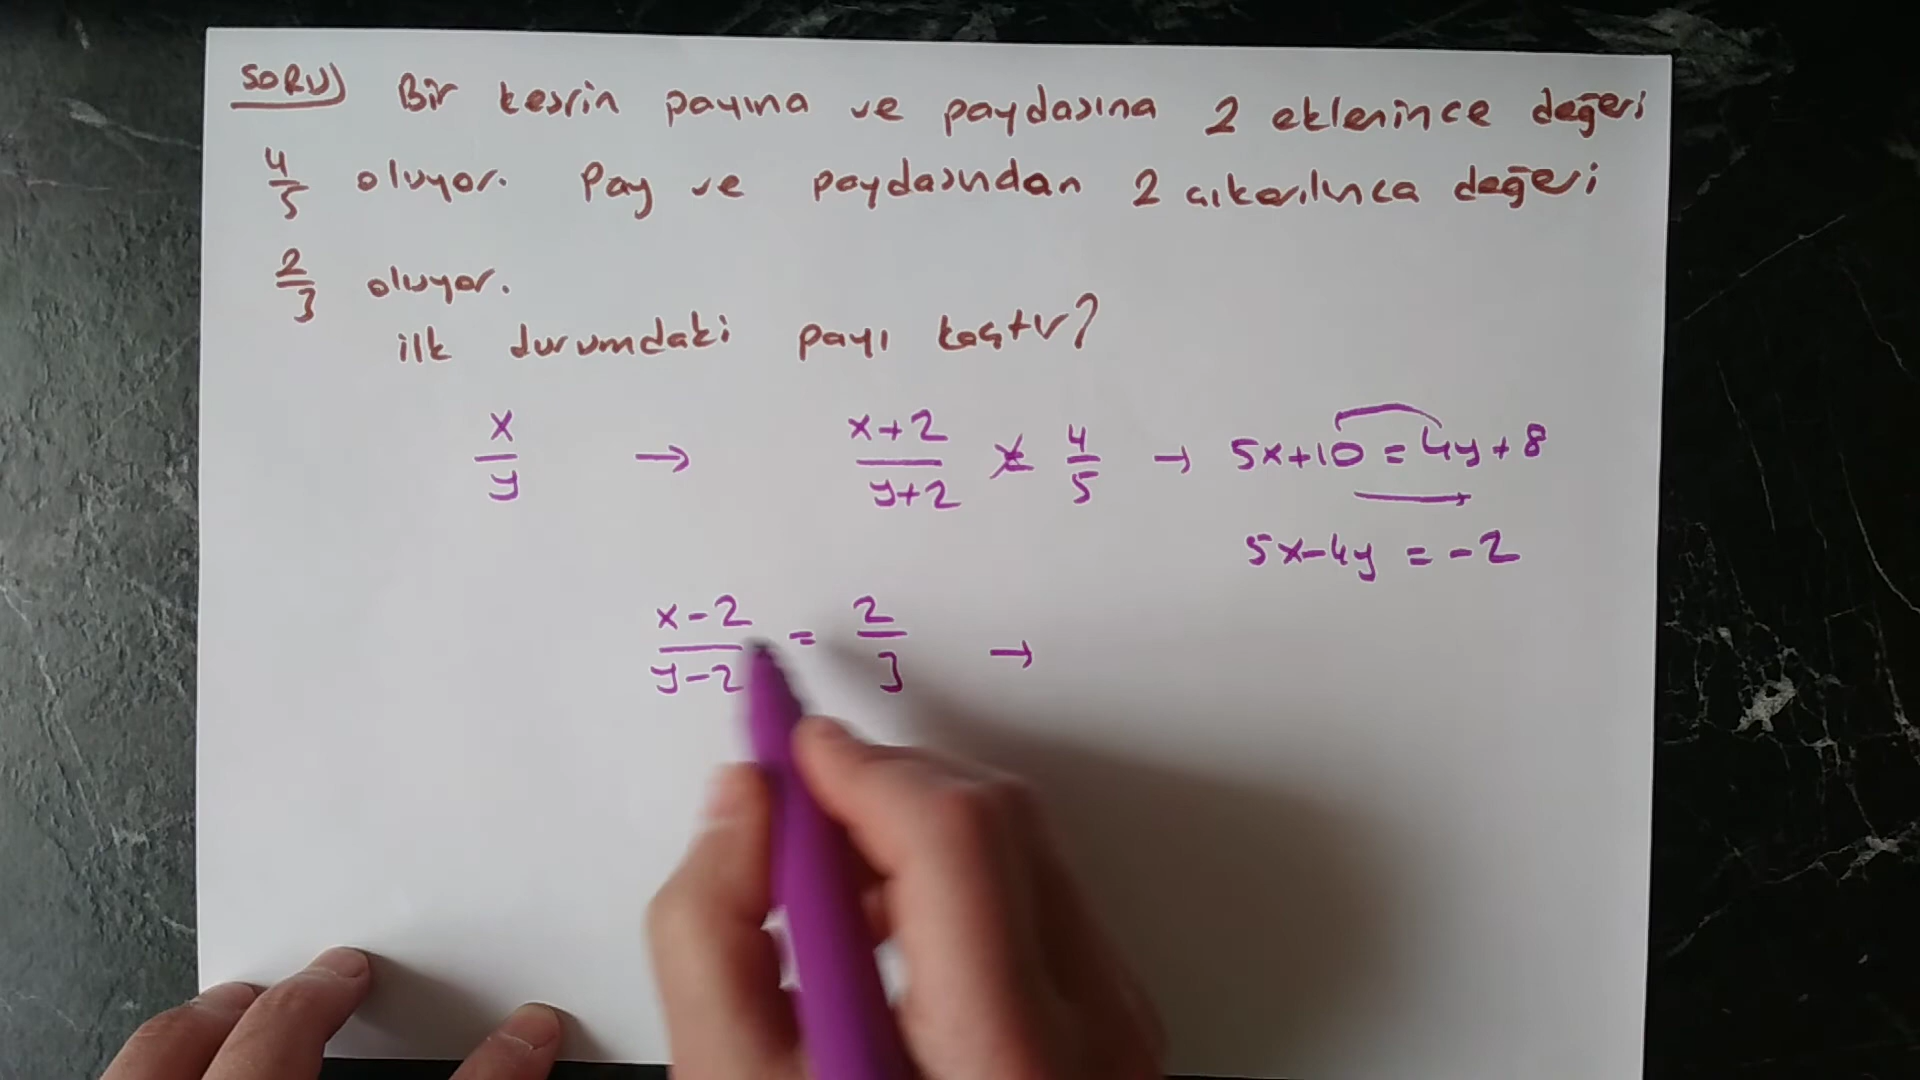 SORU) Bir kesrin payına ve paydasına 2 eklenince değeri
4/5 oluyor. Pay ve paydasından 2 çıkarılınca değeri
2/3 oluyor.
ilk durumdaki payı kaçtır?
x/y → (x+2)/(y+2) = 4/5 → 5x+10 = 4y+8
5x-4y = -2
(x-2)/(y-2) = 2/3 →